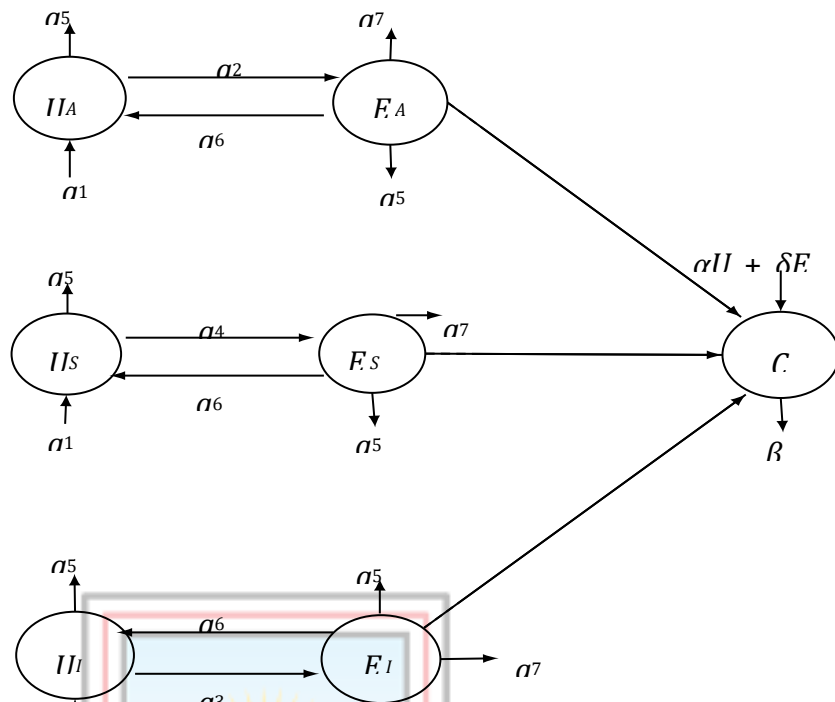 a5 a7
a2
UA EA
a6
a1 a5
αU + δE
a5
a4 a7
US ES C
a6
a1 a5 β
a5 a5
a6
UI EI a7
a3